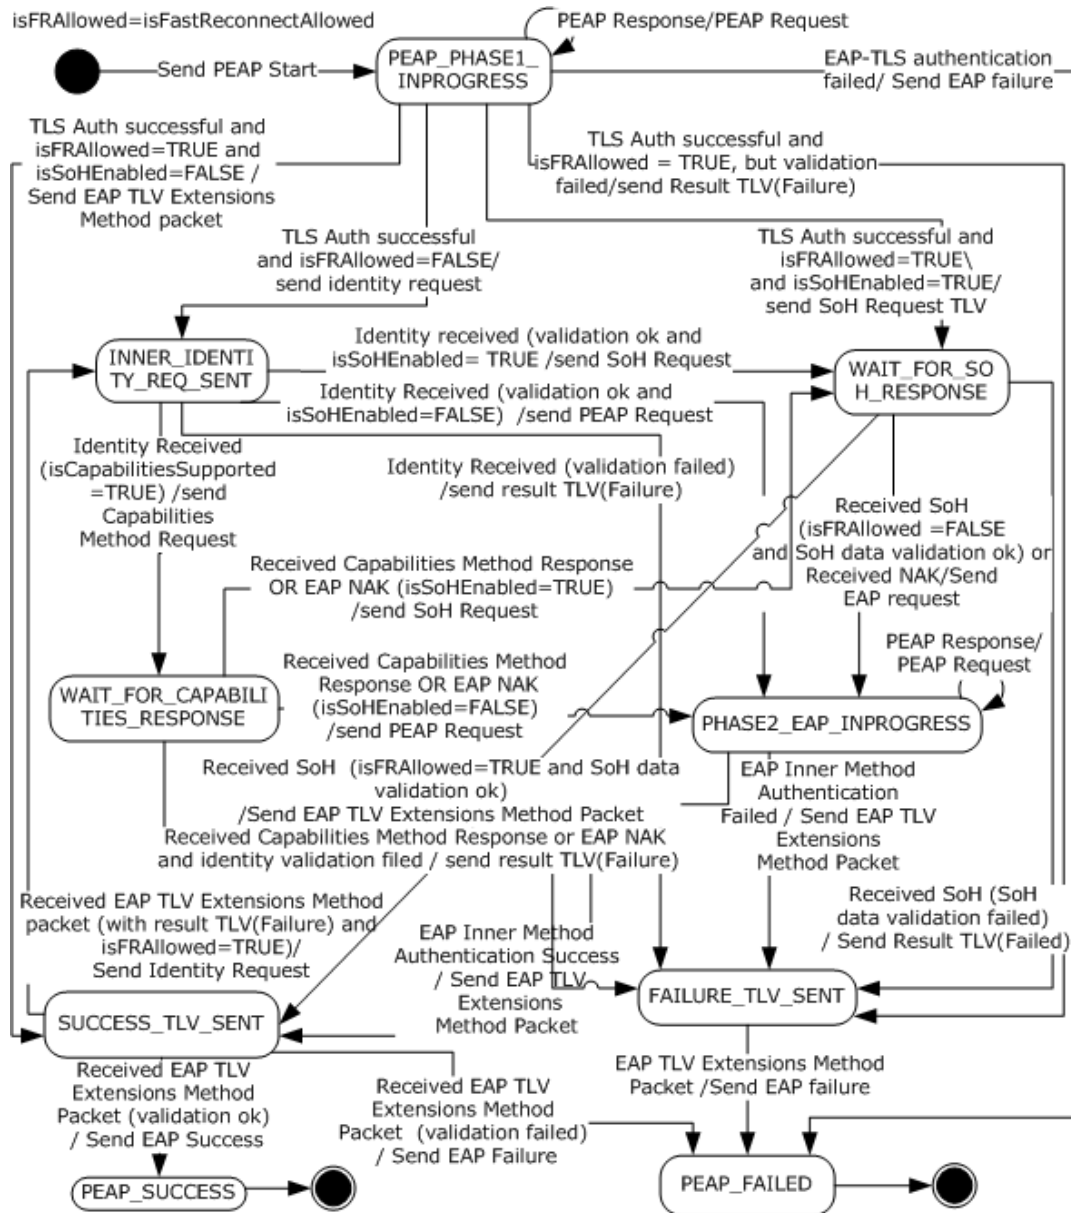 isFRAllowed=isFastReconnectAllowed
PEAP Response/PEAP Request
Send PEAP Start
PEAP_PHASE1_
INPROGRESS
EAP-TLS authentication
failed/ Send EAP failure
TLS Auth successful and
isFRAllowed=TRUE and
isSoHEnabled=FALSE /
Send EAP TLV Extensions
Method packet
TLS Auth successful and
isFRAllowed = TRUE, but validation
failed/send Result TLV(Failure)
TLS Auth successful
and isFRAllowed=FALSE/
send identity request
TLS Auth successful and
isFRAllowed=TRUE\
and isSoHEnabled=TRUE/
send SoH Request TLV
INNER_IDENTI
TY_REQ_SENT
Identity received (validation ok and
isSoHEnabled= TRUE /send SoH Request
WAIT_FOR_SO
H_RESPONSE
Identity Received (validation ok and
isSoHEnabled=FALSE)  /send PEAP Request
Identity Received
(isCapabilitiesSupported
=TRUE) /send
Capabilities
Method Request
Identity Received (validation failed)
/send result TLV(Failure)
Received SoH
(isFRAllowed =FALSE
and SoH data validation ok) or
Received NAK/Send
EAP request
Received Capabilities Method Response
OR EAP NAK (isSoHEnabled=TRUE)
/send SoH Request
PEAP Response/
PEAP Request
WAIT_FOR_CAPABILI
TIES_RESPONSE
Received Capabilities Method
Response OR EAP NAK
(isSoHEnabled=FALSE)
/send PEAP Request
PHASE2_EAP_INPROGRESS
Received SoH  (isFRAllowed=TRUE and SoH data
validation ok)
/Send EAP TLV Extensions Method Packet
EAP Inner Method
Authentication
Failed / Send EAP TLV
Extensions
Method Packet
Received Capabilities Method Response or EAP NAK
and identity validation filed / send result TLV(Failure)
Received EAP TLV Extensions Method
packet (with result TLV(Failure) and
isFRAllowed=TRUE)/
Send Identity Request
EAP Inner Method
Authentication Success
/ Send EAP TLV
Extensions
Method Packet
Received SoH (SoH
data validation failed)
/ Send Result TLV(Failed)
SUCCESS_TLV_SENT
FAILURE_TLV_SENT
Received EAP TLV
Extensions Method
Packet (validation ok)
/ Send EAP Success
Received EAP TLV
Extensions Method
Packet  (validation failed)
/ Send EAP Failure
EAP TLV Extensions Method
Packet /Send EAP failure
PEAP_SUCCESS
PEAP_FAILED